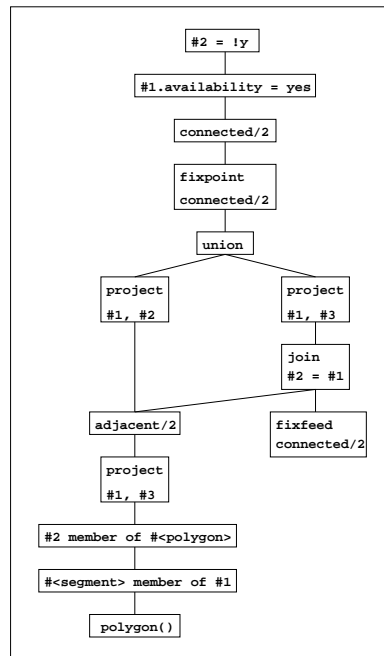 #2 = !y
#1.availability = yes
connected/2
fixpoint
connected/2
union
project
#1, #2
project
#1, #3
join
#2 = #1
adjacent/2
fixfeed
connected/2
project
#1, #3
#2 member of #<polygon>
#<segment> member of #1
polygon()